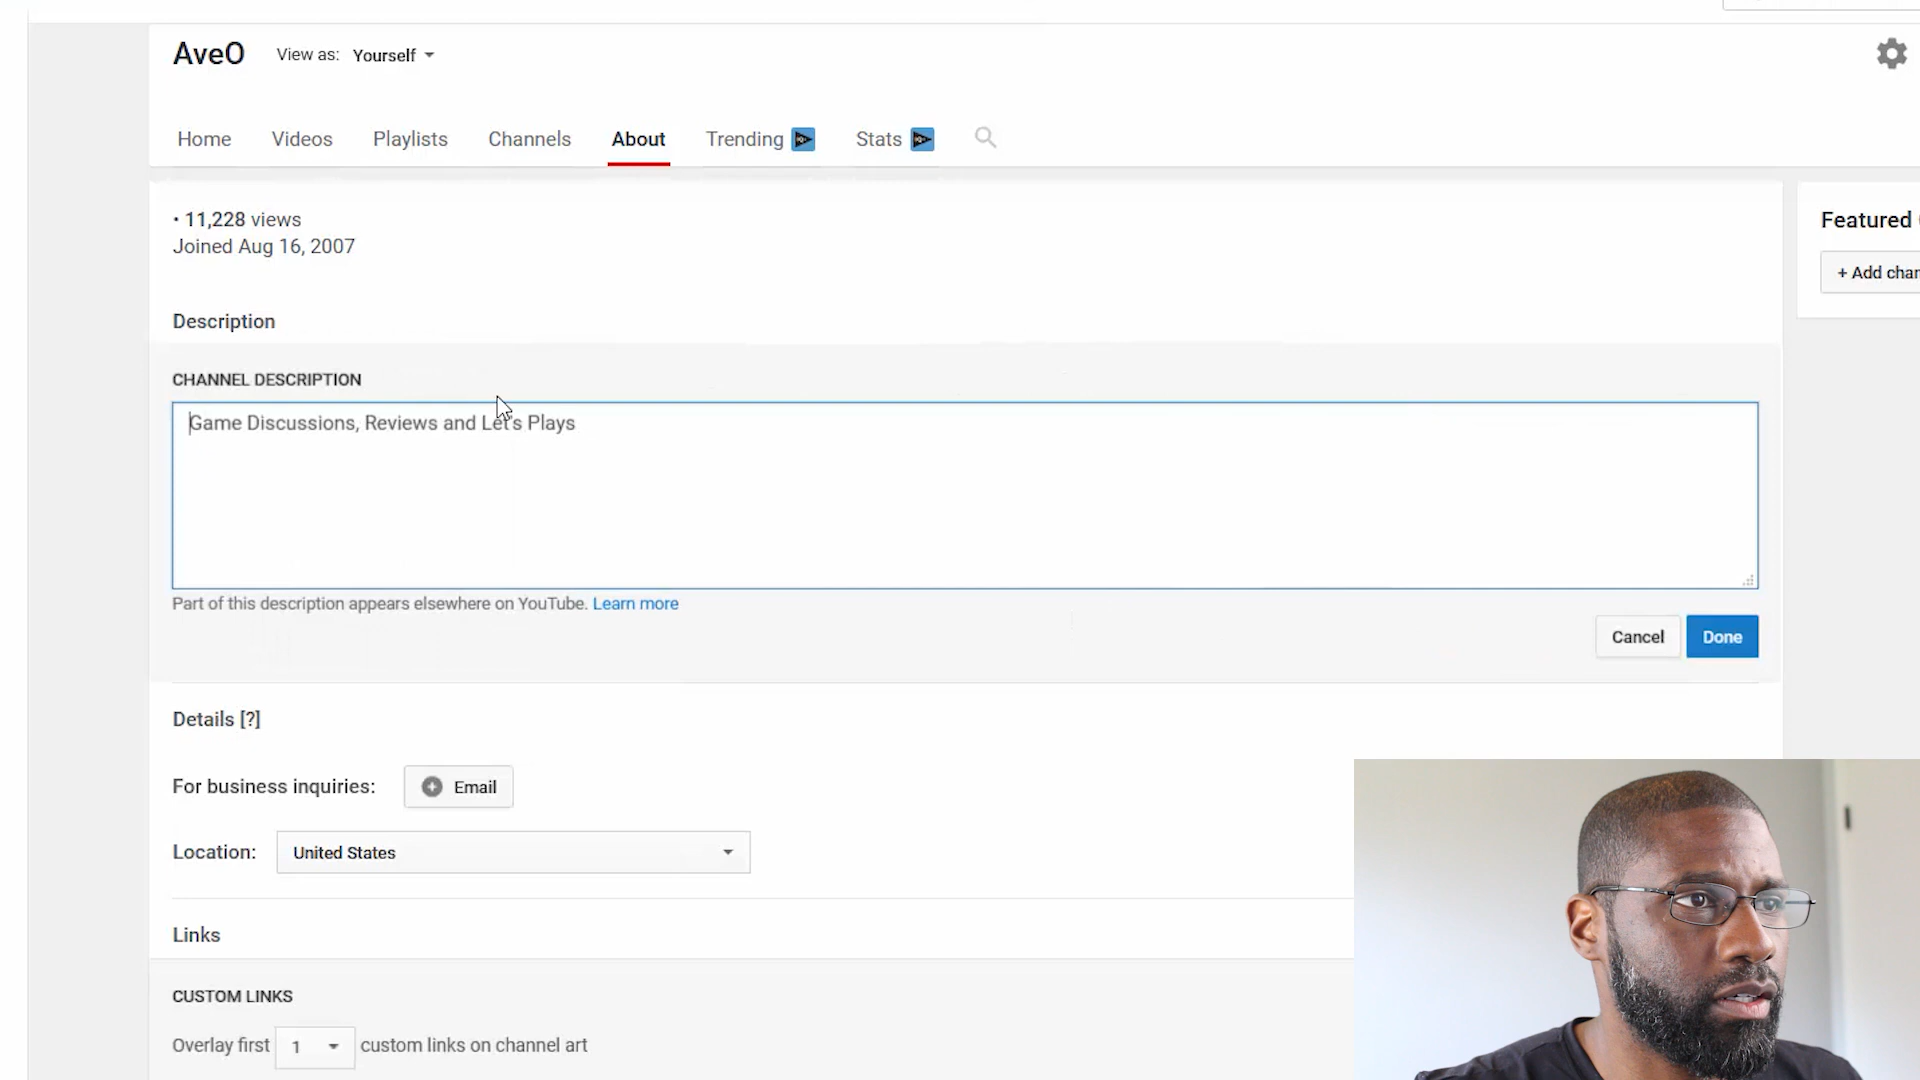 AveO View as: Yourself
Home Videos Playlists Channels About Trending Stats
• 11,228 views
Joined Aug 16, 2007
Featured
+ Add
Description
CHANNEL DESCRIPTION
Game Discussions, Reviews and Let's Plays
Part of this description appears elsewhere on YouTube. Learn more
Cancel Done
Details [?]
For business inquiries: Email
Location: United States
Links
CUSTOM LINKS
Overlay first 1 custom links on channel art